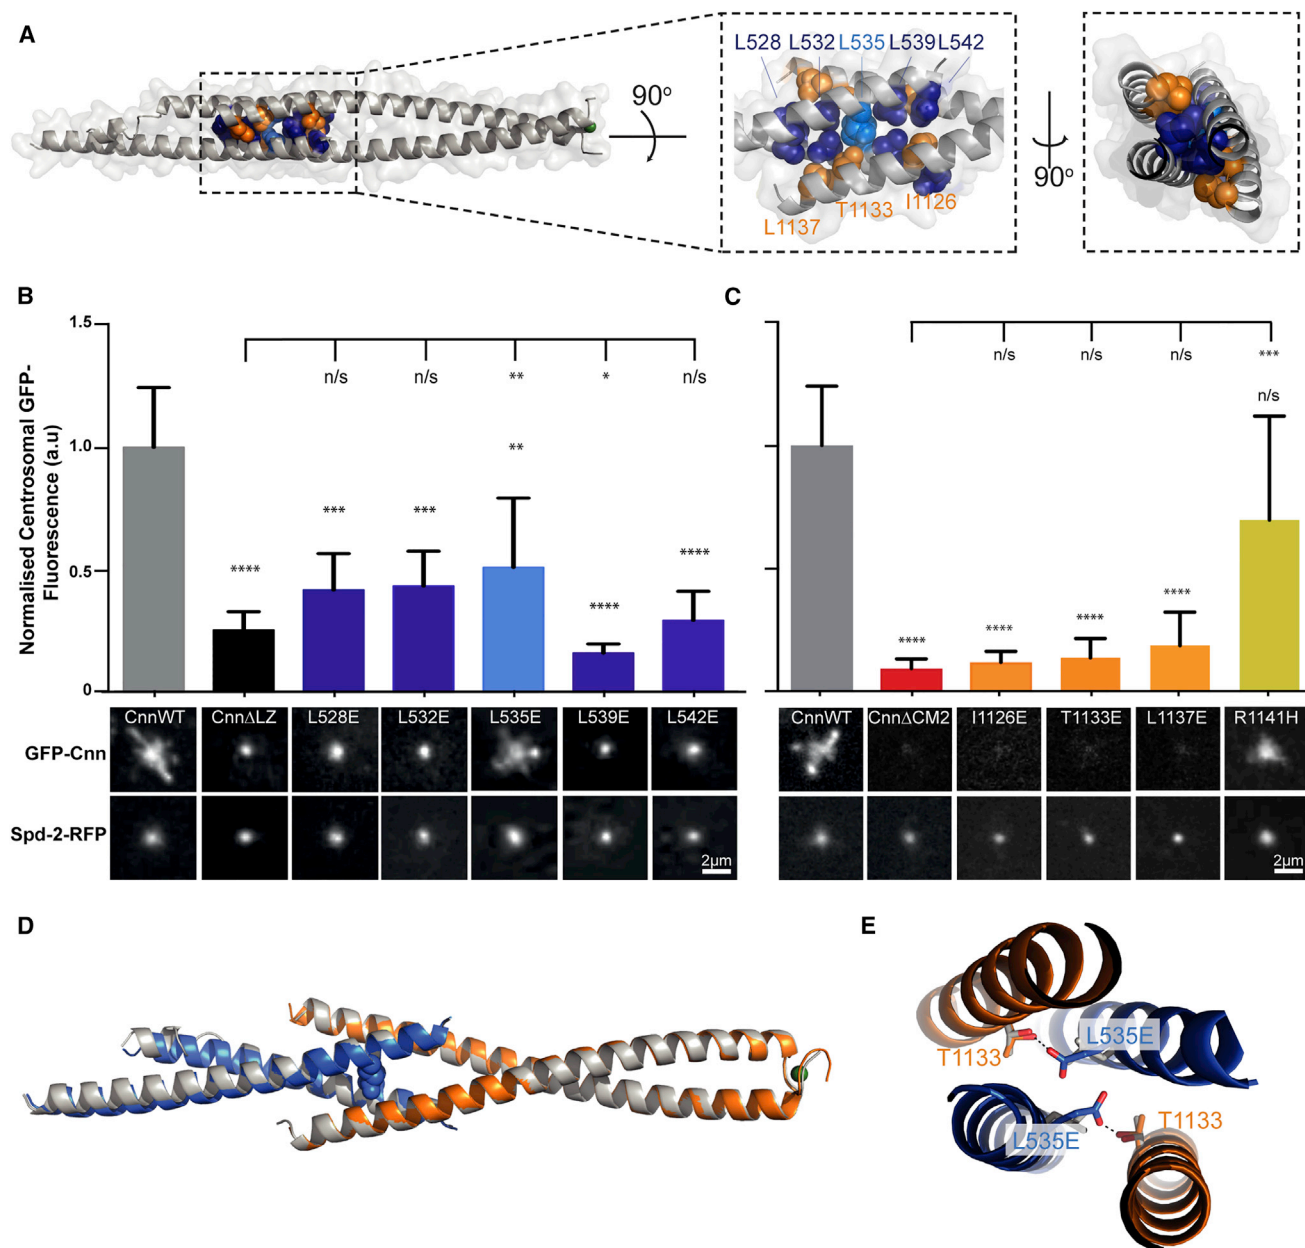 A
90°
L528 L532 L535 L539 L542
L1137 T1133 I1126
90°
B
Normalised Centrosomal GFP-
Fluorescence (a.u)
1.5
1.0
0.5
0
n/s n/s ** * n/s
**** *** *** ** **** ****
CnnWT CnnΔLZ L528E L532E L535E L539E L542E
GFP-Cnn
Spd-2-RFP
2μm
C
n/s n/s n/s ***
**** **** **** **** n/s
CnnWT CnnΔCM2 I1126E T1133E L1137E R1141H
2μm
D
E
T1133 L535E
L535E T1133